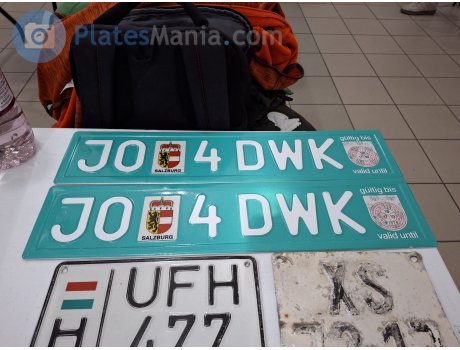 PlatesMania.com
JO SALZBURG 4 DWK gültig bis valid until
JO SALZBURG 4 DWK gültig bis valid until
UFH
H 477
XS